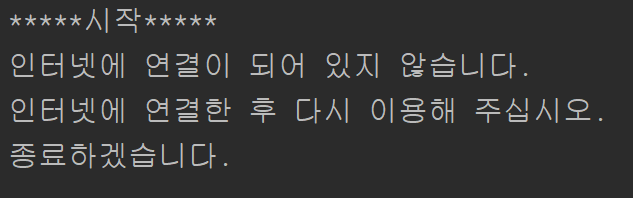 *****시작*****
인터넷에 연결이 되어 있지 않습니다.
인터넷에 연결한 후 다시 이용해 주십시오.
종료하겠습니다.